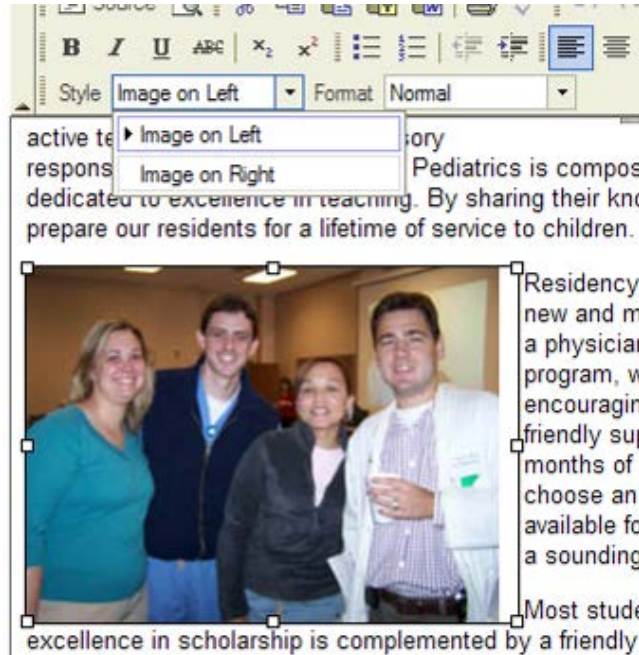 Source
B I U ABC x₂ x²
Style Image on Left Format Normal
Image on Left
Image on Right
active te ory
respons Pediatrics is compos
dedicated to excellence in teaching. By sharing their kno
prepare our residents for a lifetime of service to children.
Residency
new and m
a physician
program, w
encouragin
friendly sup
months of
choose an
available fo
a sounding
Most stude
excellence in scholarship is complemented by a friendly